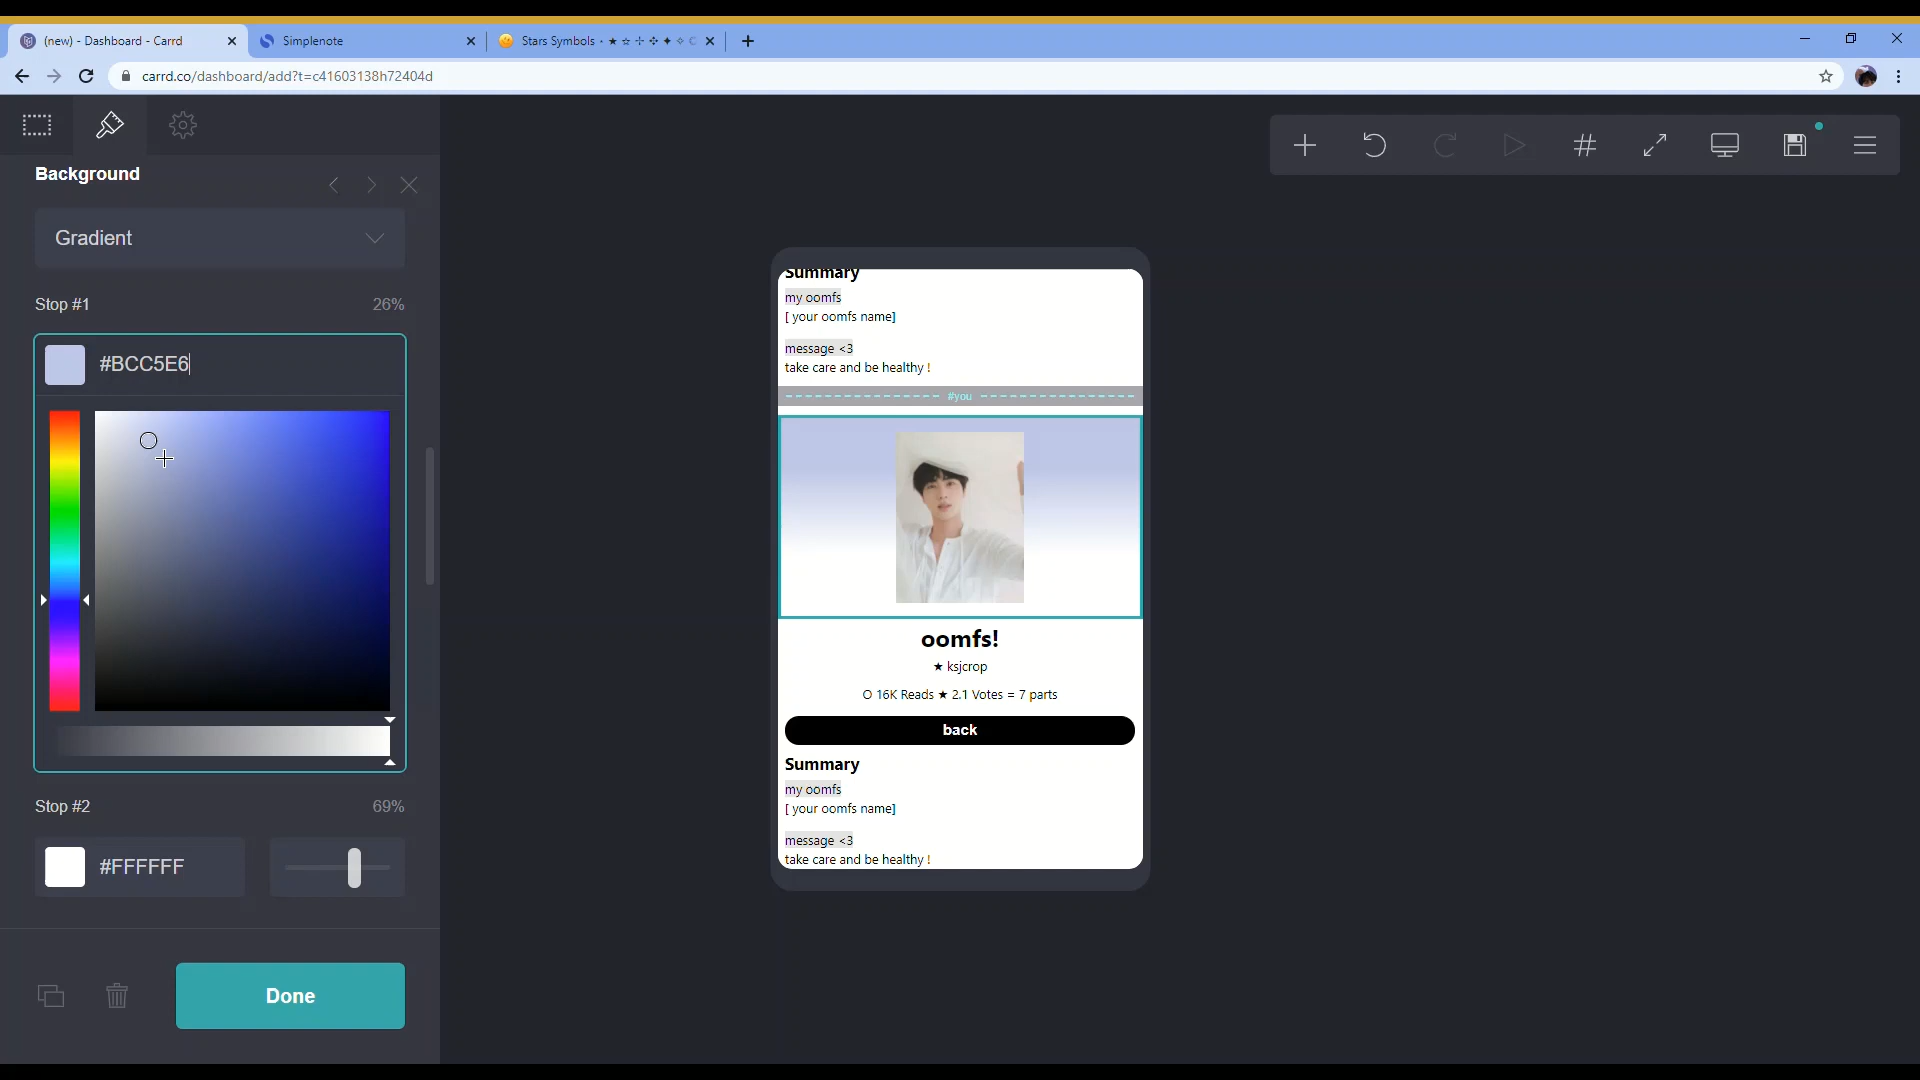 (new) - Dashboard - Carrd
Simplenote
Stars Symbols · ★ ☆ ⊹ ✣ ✦ ✧ ☾
carrd.co/dashboard/add?t=c41603138h72404d
Background
Gradient
Stop #1 26%
#BCC5E6
Stop #2 69%
#FFFFFF
Done
Summary
my oomfs
[ your oomfs name]
message <3
take care and be healthy !
#you
oomfs!
★ ksjcrop
O 16K Reads ★ 2.1 Votes = 7 parts
back
Summary
my oomfs
[ your oomfs name]
message <3
take care and be healthy !